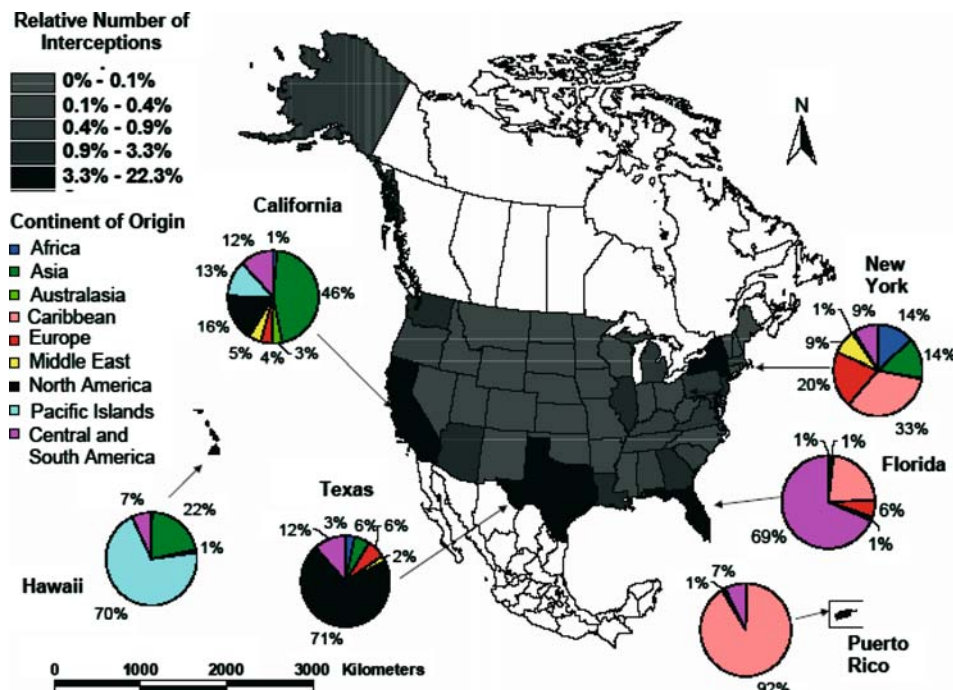 Relative Number of
Interceptions
0% - 0.1%
0.1% - 0.4%
0.4% - 0.9%
0.9% - 3.3%
3.3% - 22.3%
Continent of Origin
Africa
Asia
Australasia
Caribbean
Europe
Middle East
North America
Pacific Islands
Central and
South America
N
California
12%
1%
13%
46%
16%
5%
4%
3%
New
York
1%
9%
14%
9%
14%
20%
33%
Florida
1%
1%
6%
69%
1%
Hawaii
7%
22%
1%
70%
Texas
12%
3%
6%
6%
2%
71%
Puerto
Rico
1%
7%
92%
0
1000
2000
3000
Kilometers